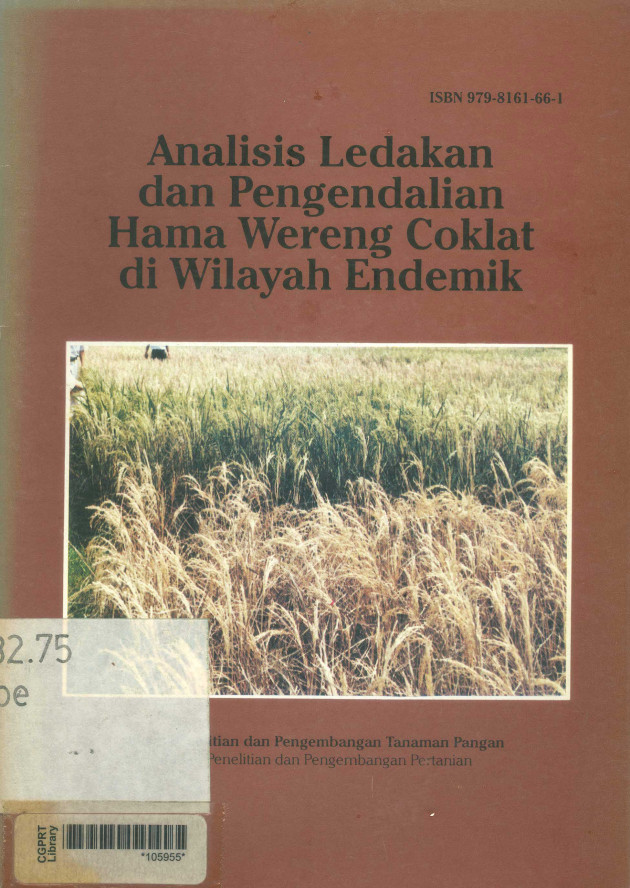 ISBN 979-8161-66-1
Analisis Ledakan
dan Pengendalian
Hama Wereng Coklat
di Wilayah Endemik
32.75
itian dan Pengembangan Tanaman Pangan
Penelitian dan Pengembangan Pertanian
CGPRT
Library
*105955*